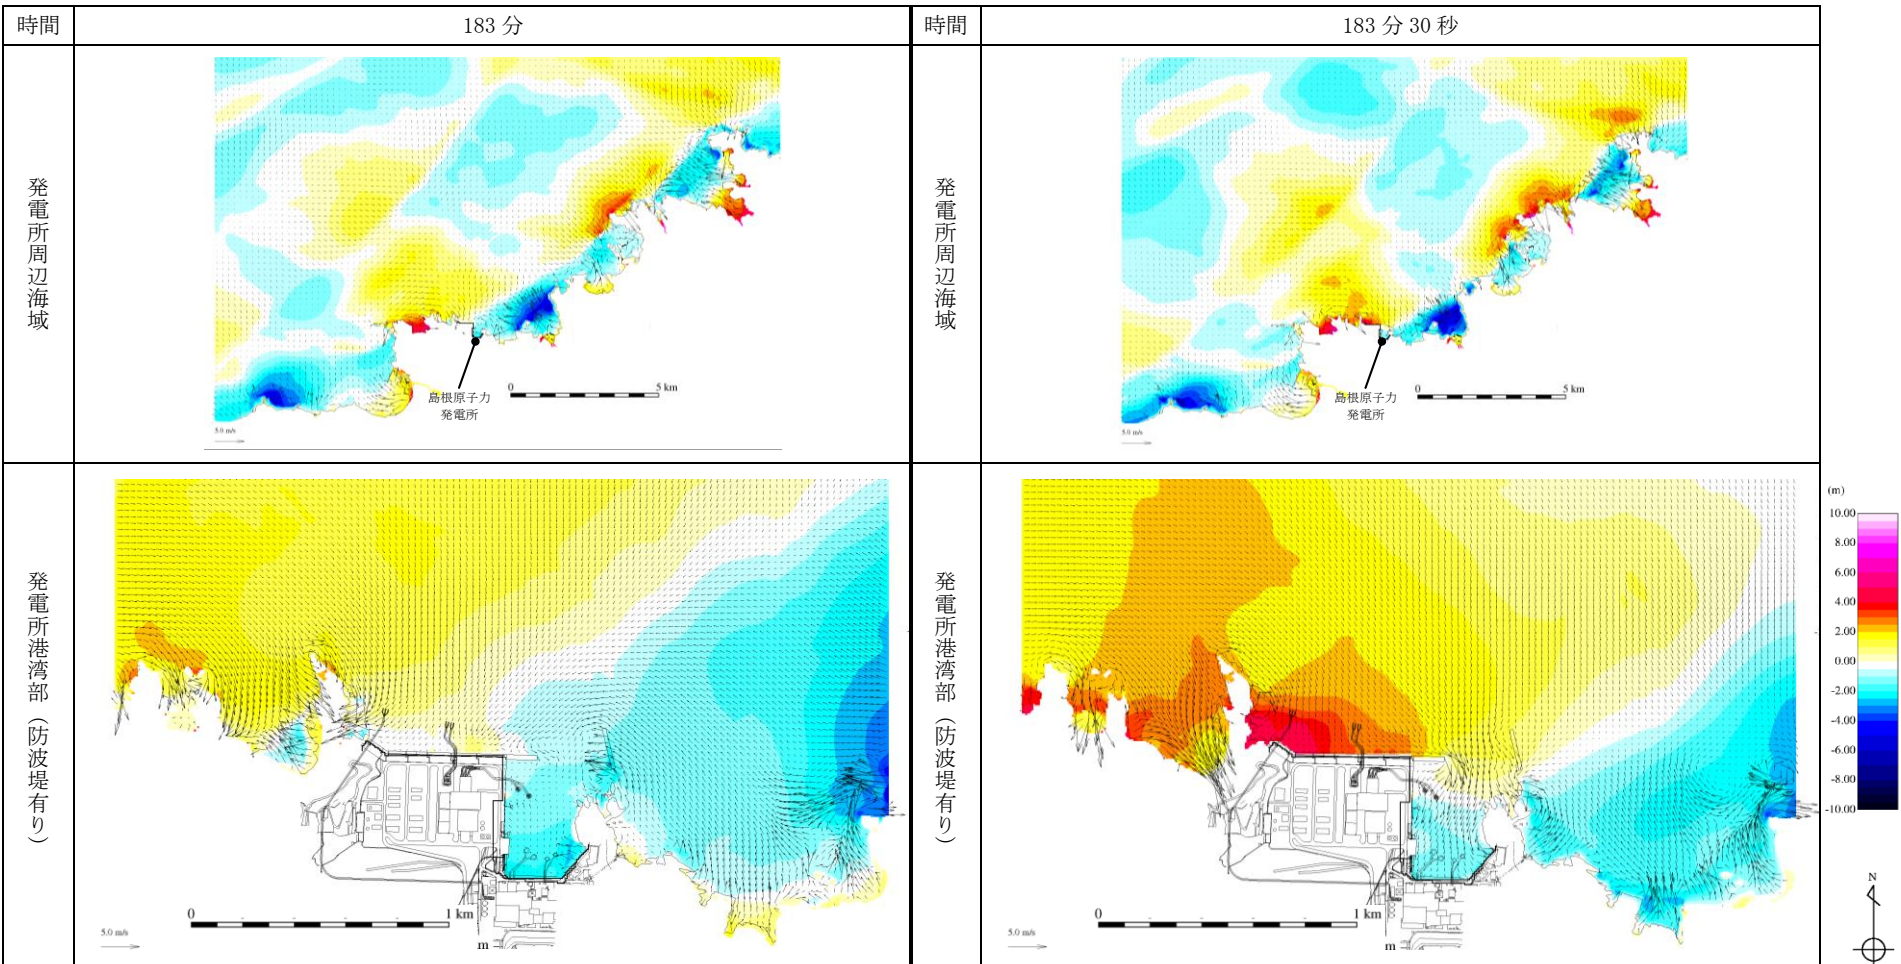 時間
183 分
時間
183 分 30 秒
発電所周辺海域
島根原子力
発電所
0
5 km
5.0 m/s
発電所周辺海域
島根原子力
発電所
0
5 km
5.0 m/s
発電所港湾部（防波堤有り）
0
1 km
5.0 m/s
m
発電所港湾部（防波堤有り）
0
1 km
5.0 m/s
m
(m)
10.00
8.00
6.00
4.00
2.00
0.00
-2.00
-4.00
-6.00
-8.00
-10.00
N